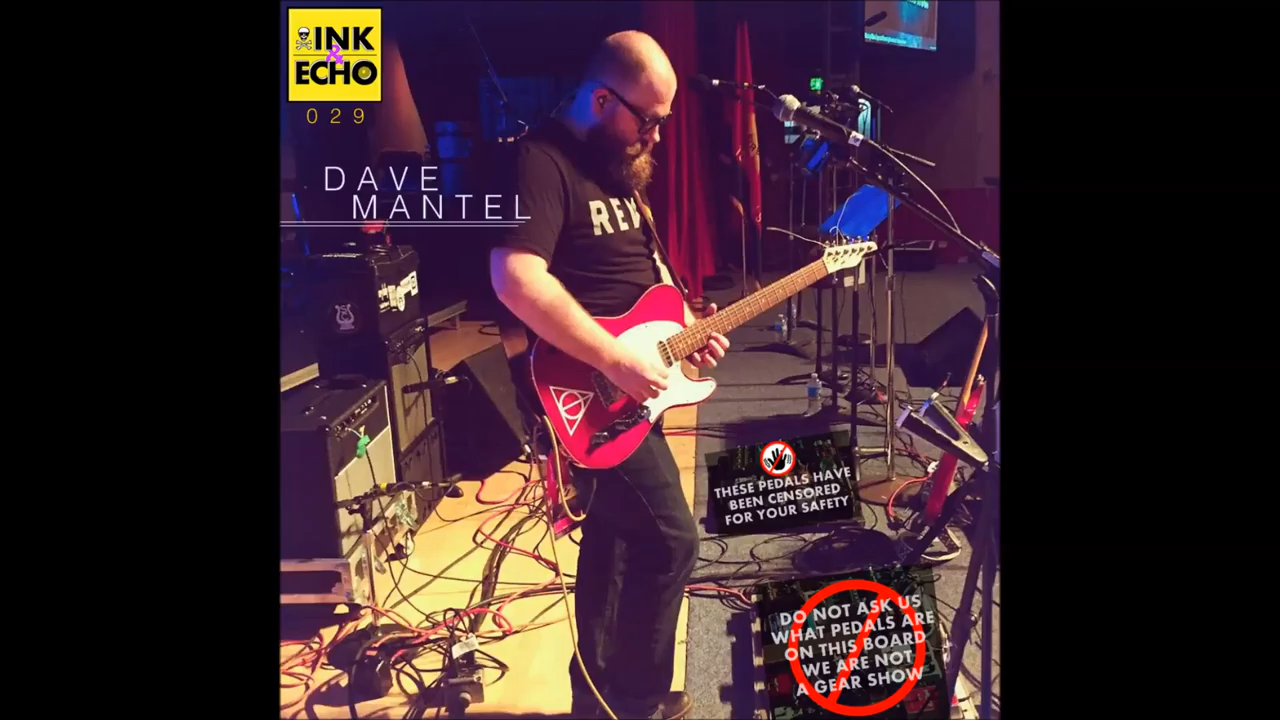 INK
&
ECHO
029
DAVE
MANTEL
REV
THESE PEDALS HAVE
BEEN CENSORED
FOR YOUR SAFETY
DO NOT ASK US
WHAT PEDALS ARE
ON THIS BOARD
WE ARE NOT
A GEAR SHOW